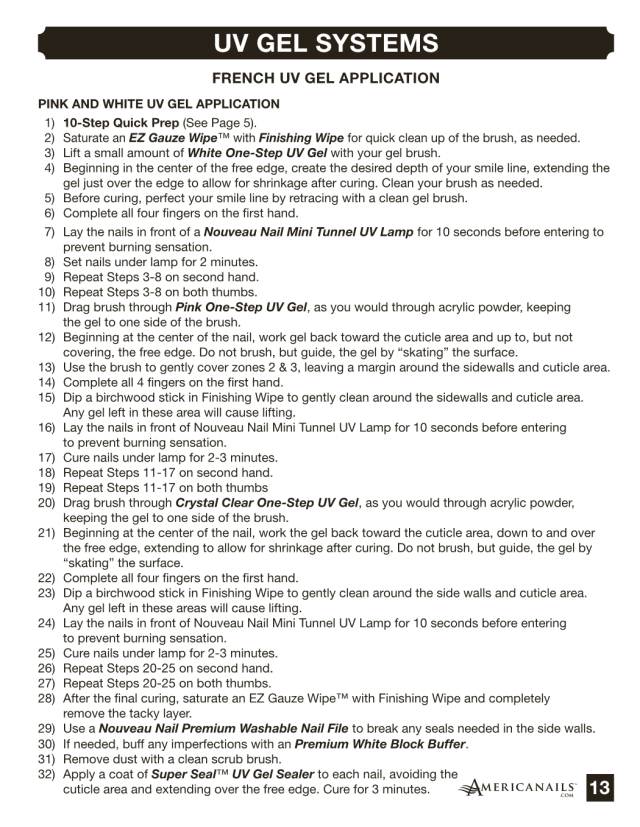 UV GEL SYSTEMS
FRENCH UV GEL APPLICATION
PINK AND WHITE UV GEL APPLICATION
1) 10-Step Quick Prep (See Page 5).
2) Saturate an EZ Gauze Wipe™ with Finishing Wipe for quick clean up of the brush, as needed.
3) Lift a small amount of White One-Step UV Gel with your gel brush.
4) Beginning in the center of the free edge, create the desired depth of your smile line, extending the
gel just over the edge to allow for shrinkage after curing. Clean your brush as needed.
5) Before curing, perfect your smile line by retracing with a clean gel brush.
6) Complete all four fingers on the first hand.
7) Lay the nails in front of a Nouveau Nail Mini Tunnel UV Lamp for 10 seconds before entering to
prevent burning sensation.
8) Set nails under lamp for 2 minutes.
9) Repeat Steps 3-8 on second hand.
10) Repeat Steps 3-8 on both thumbs.
11) Drag brush through Pink One-Step UV Gel, as you would through acrylic powder, keeping
the gel to one side of the brush.
12) Beginning at the center of the nail, work gel back toward the cuticle area and up to, but not
covering, the free edge. Do not brush, but guide, the gel by “skating” the surface.
13) Use the brush to gently cover zones 2 & 3, leaving a margin around the sidewalls and cuticle area.
14) Complete all 4 fingers on the first hand.
15) Dip a birchwood stick in Finishing Wipe to gently clean around the sidewalls and cuticle area.
Any gel left in these area will cause lifting.
16) Lay the nails in front of Nouveau Nail Mini Tunnel UV Lamp for 10 seconds before entering
to prevent burning sensation.
17) Cure nails under lamp for 2-3 minutes.
18) Repeat Steps 11-17 on second hand.
19) Repeat Steps 11-17 on both thumbs
20) Drag brush through Crystal Clear One-Step UV Gel, as you would through acrylic powder,
keeping the gel to one side of the brush.
21) Beginning at the center of the nail, work the gel back toward the cuticle area, down to and over
the free edge, extending to allow for shrinkage after curing. Do not brush, but guide, the gel by
“skating” the surface.
22) Complete all four fingers on the first hand.
23) Dip a birchwood stick in Finishing Wipe to gently clean around the side walls and cuticle area.
Any gel left in these areas will cause lifting.
24) Lay the nails in front of Nouveau Nail Mini Tunnel UV Lamp for 10 seconds before entering
to prevent burning sensation.
25) Cure nails under lamp for 2-3 minutes.
26) Repeat Steps 20-25 on second hand.
27) Repeat Steps 20-25 on both thumbs.
28) After the final curing, saturate an EZ Gauze Wipe™ with Finishing Wipe and completely
remove the tacky layer.
29) Use a Nouveau Nail Premium Washable Nail File to break any seals needed in the side walls.
30) If needed, buff any imperfections with an Premium White Block Buffer.
31) Remove dust with a clean scrub brush.
32) Apply a coat of Super Seal™ UV Gel Sealer to each nail, avoiding the
cuticle area and extending over the free edge. Cure for 3 minutes.
AMERICANAILS™
.COM
13